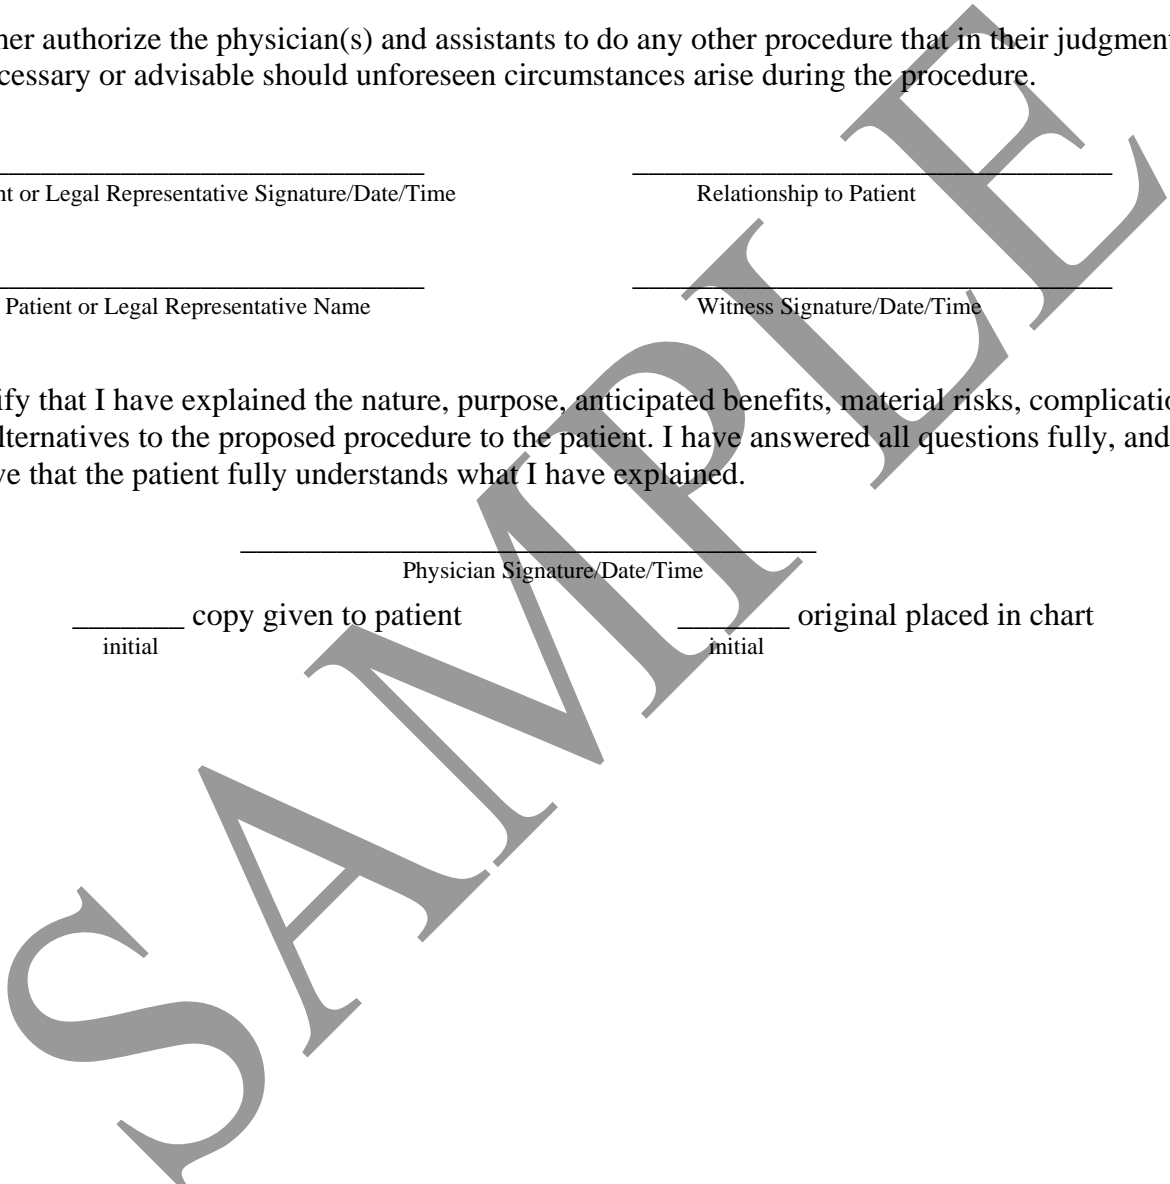 her authorize the physician(s) and assistants to do any other procedure that in their judgment
cessary or advisable should unforeseen circumstances arise during the procedure.
nt or Legal Representative Signature/Date/Time Relationship to Patient
Patient or Legal Representative Name Witness Signature/Date/Time
ify that I have explained the nature, purpose, anticipated benefits, material risks, complicatio
lternatives to the proposed procedure to the patient. I have answered all questions fully, and
ve that the patient fully understands what I have explained.
Physician Signature/Date/Time
_______ copy given to patient _______ original placed in chart
initial initial
SAMPLE